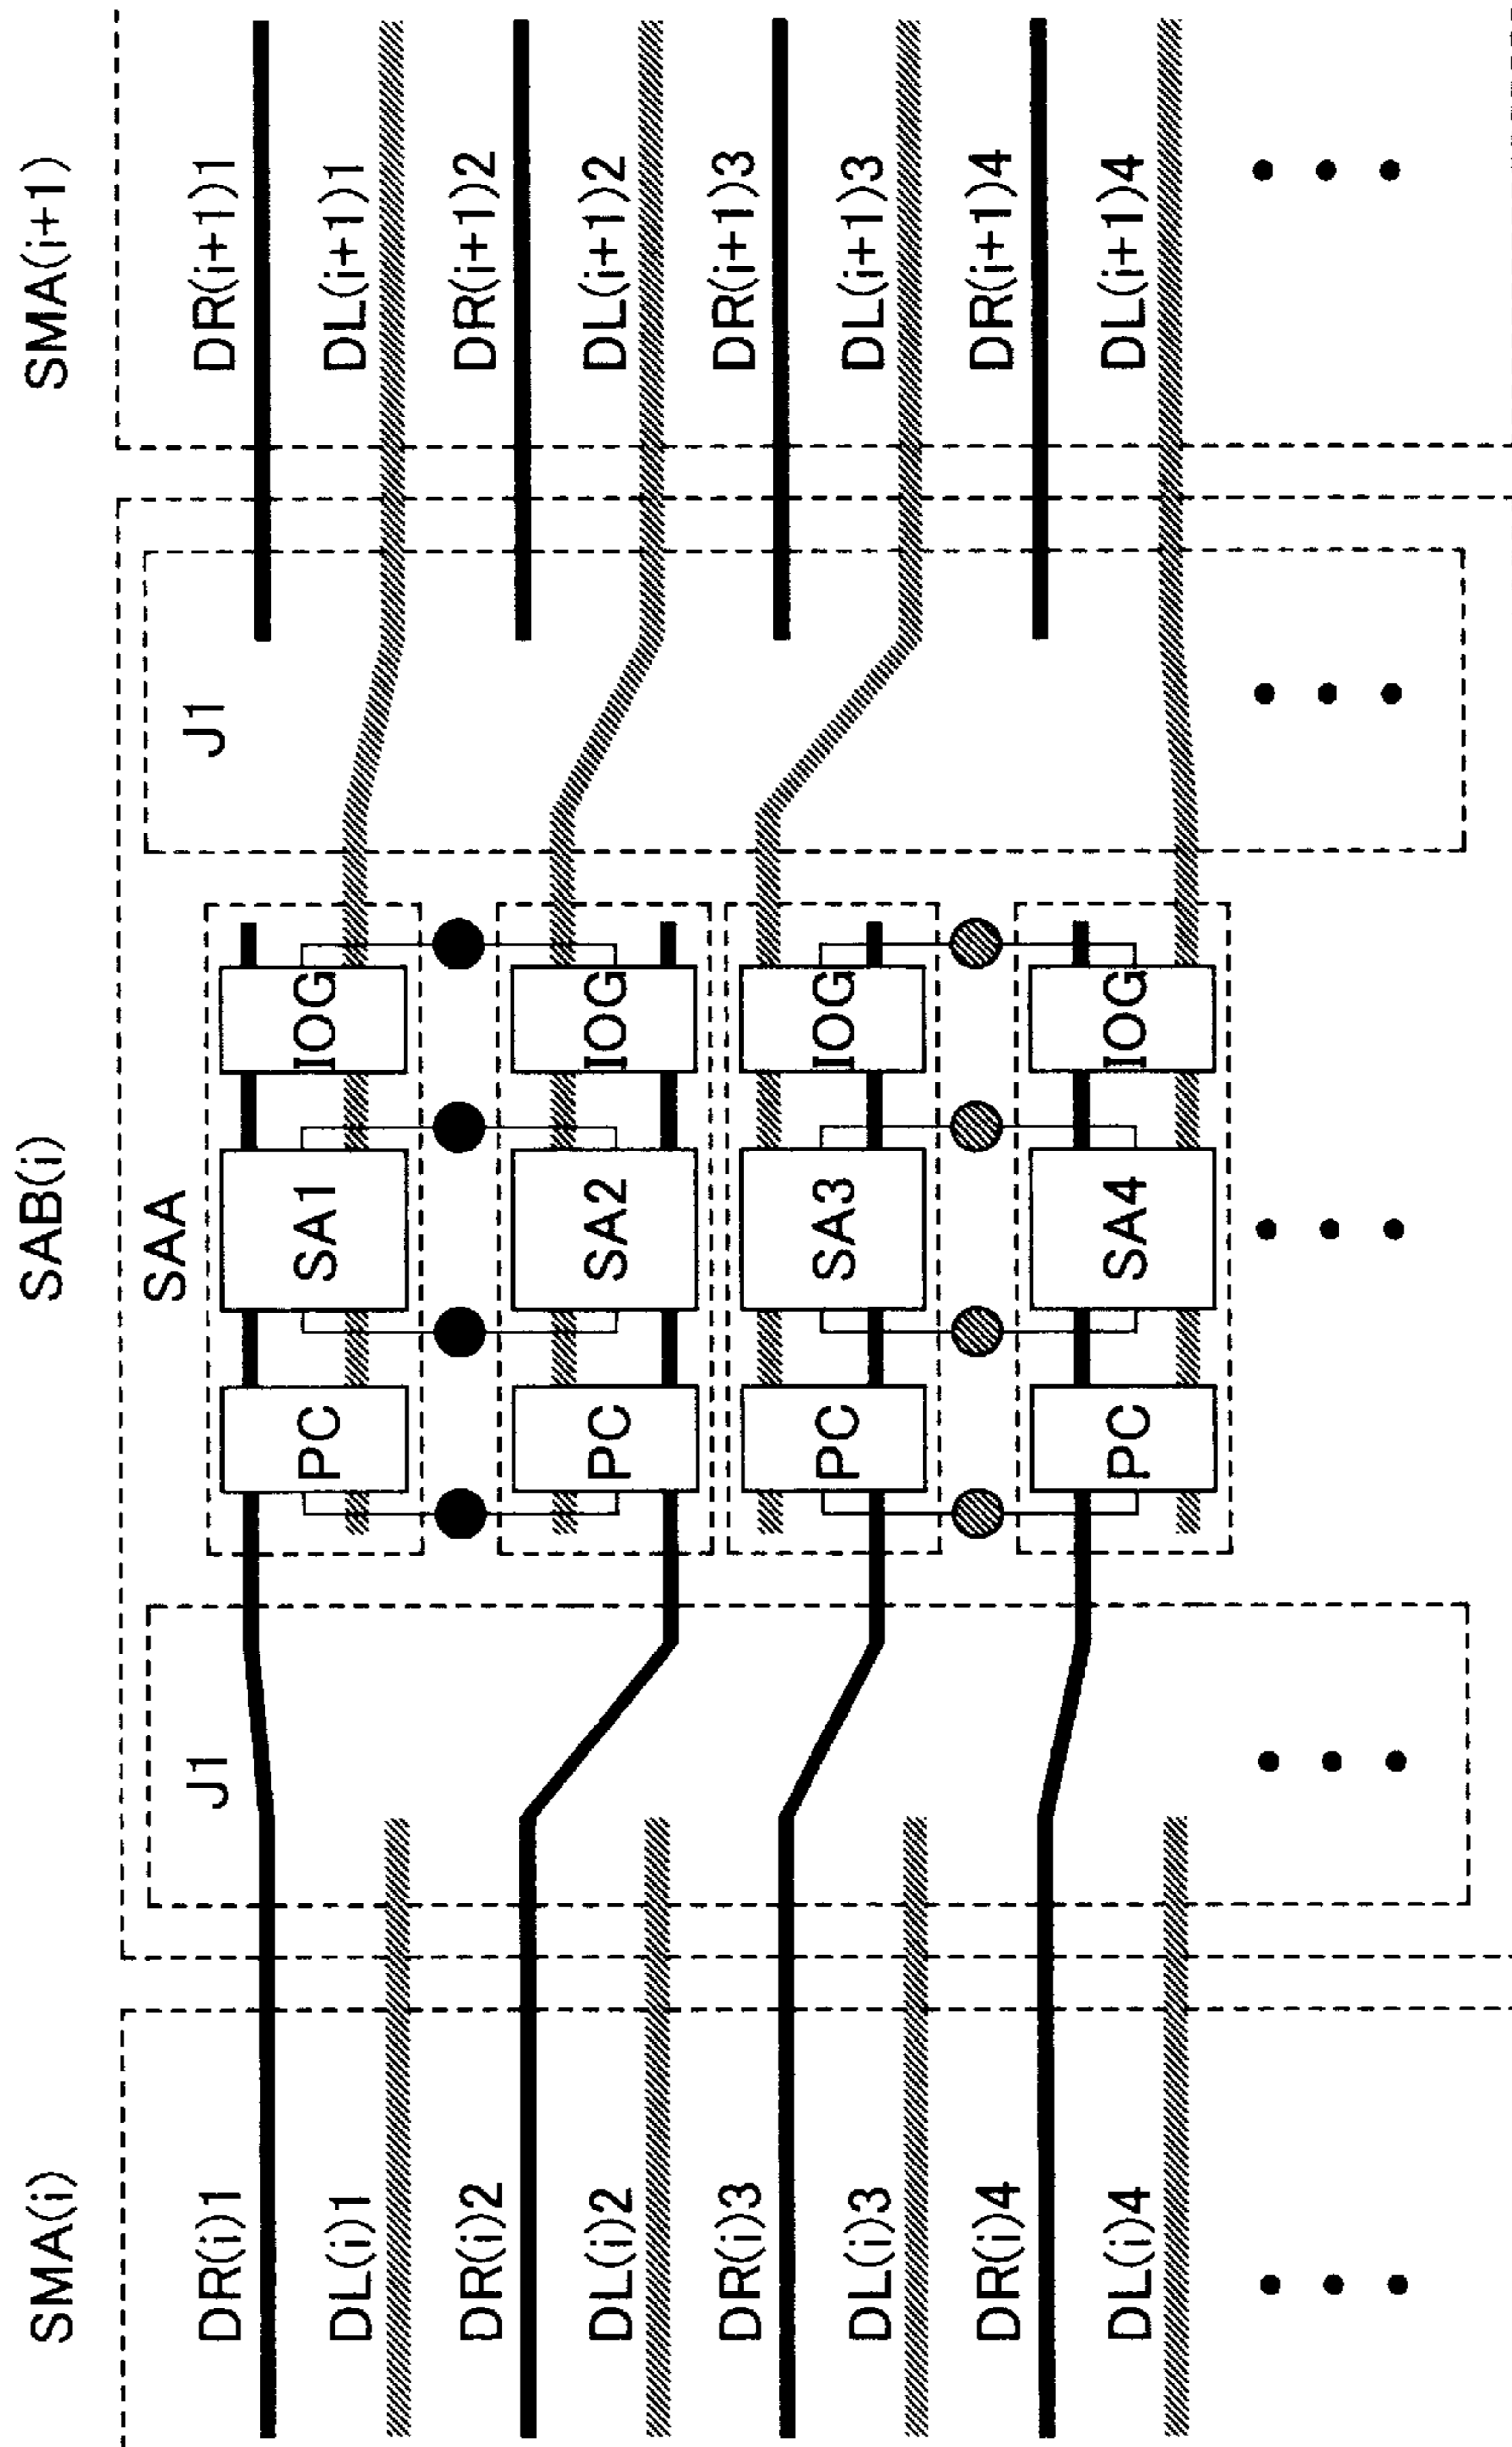 SMA(i)
SAB(i)
SMA(i+1)
SAA
J1
J1
DR(i)1
DL(i)1
DR(i)2
DL(i)2
DR(i)3
DL(i)3
DR(i)4
DL(i)4
PC
SA1
IOG
PC
SA2
IOG
PC
SA3
IOG
PC
SA4
IOG
DR(i+1)1
DL(i+1)1
DR(i+1)2
DL(i+1)2
DR(i+1)3
DL(i+1)3
DR(i+1)4
DL(i+1)4